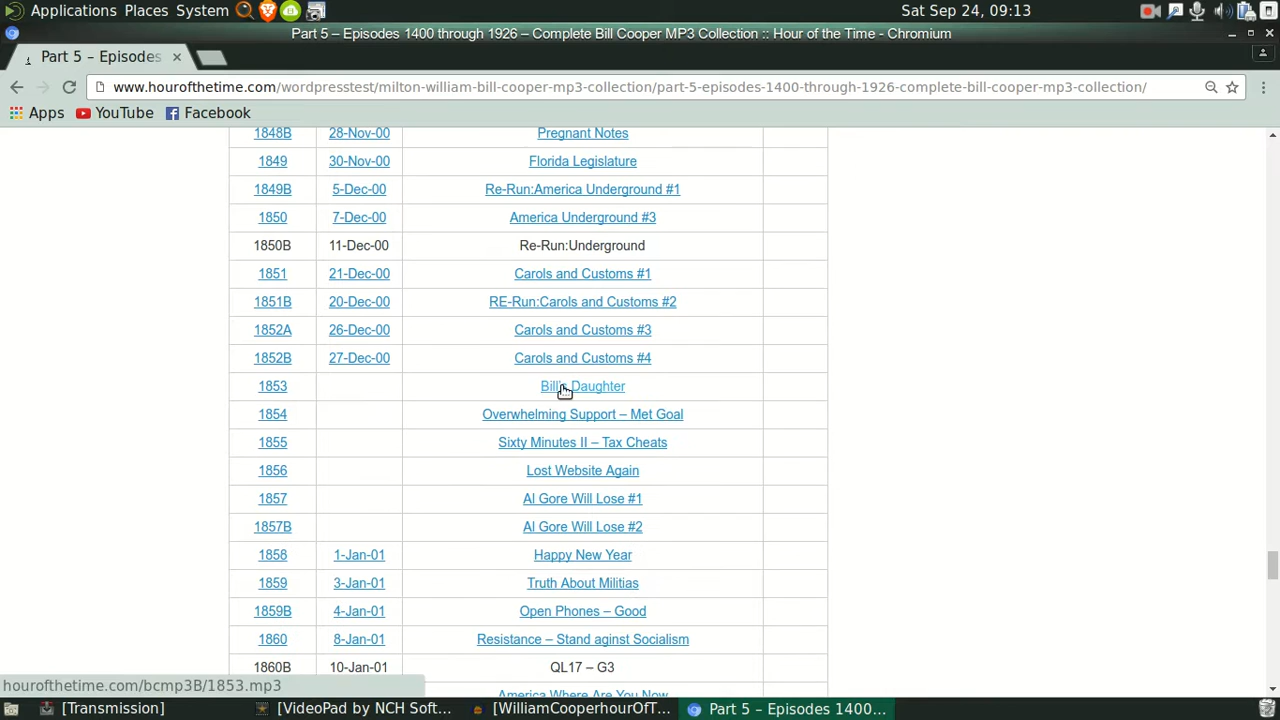 Applications Places System Sat Sep 24, 09:13
Part 5 – Episodes 1400 through 1926 – Complete Bill Cooper MP3 Collection :: Hour of the Time - Chromium
Part 5 – Episodes
www.hourofthetime.com/wordpresstest/milton-william-bill-cooper-mp3-collection/part-5-episodes-1400-through-1926-complete-bill-cooper-mp3-collection/
Apps YouTube Facebook
1848B 28-Nov-00 Pregnant Notes
1849 30-Nov-00 Florida Legislature
1849B 5-Dec-00 Re-Run:America Underground #1
1850 7-Dec-00 America Underground #3
1850B 11-Dec-00 Re-Run:Underground
1851 21-Dec-00 Carols and Customs #1
1851B 20-Dec-00 RE-Run:Carols and Customs #2
1852A 26-Dec-00 Carols and Customs #3
1852B 27-Dec-00 Carols and Customs #4
1853 Bill's Daughter
1854 Overwhelming Support – Met Goal
1855 Sixty Minutes II – Tax Cheats
1856 Lost Website Again
1857 Al Gore Will Lose #1
1857B Al Gore Will Lose #2
1858 1-Jan-01 Happy New Year
1859 3-Jan-01 Truth About Militias
1859B 4-Jan-01 Open Phones – Good
1860 8-Jan-01 Resistance – Stand aginst Socialism
1860B 10-Jan-01 QL17 – G3
America Where Are You Now
hourofthetime.com/bcmp3B/1853.mp3
[Transmission] [VideoPad by NCH Soft... [WilliamCooperhourOfT... Part 5 – Episodes 1400...